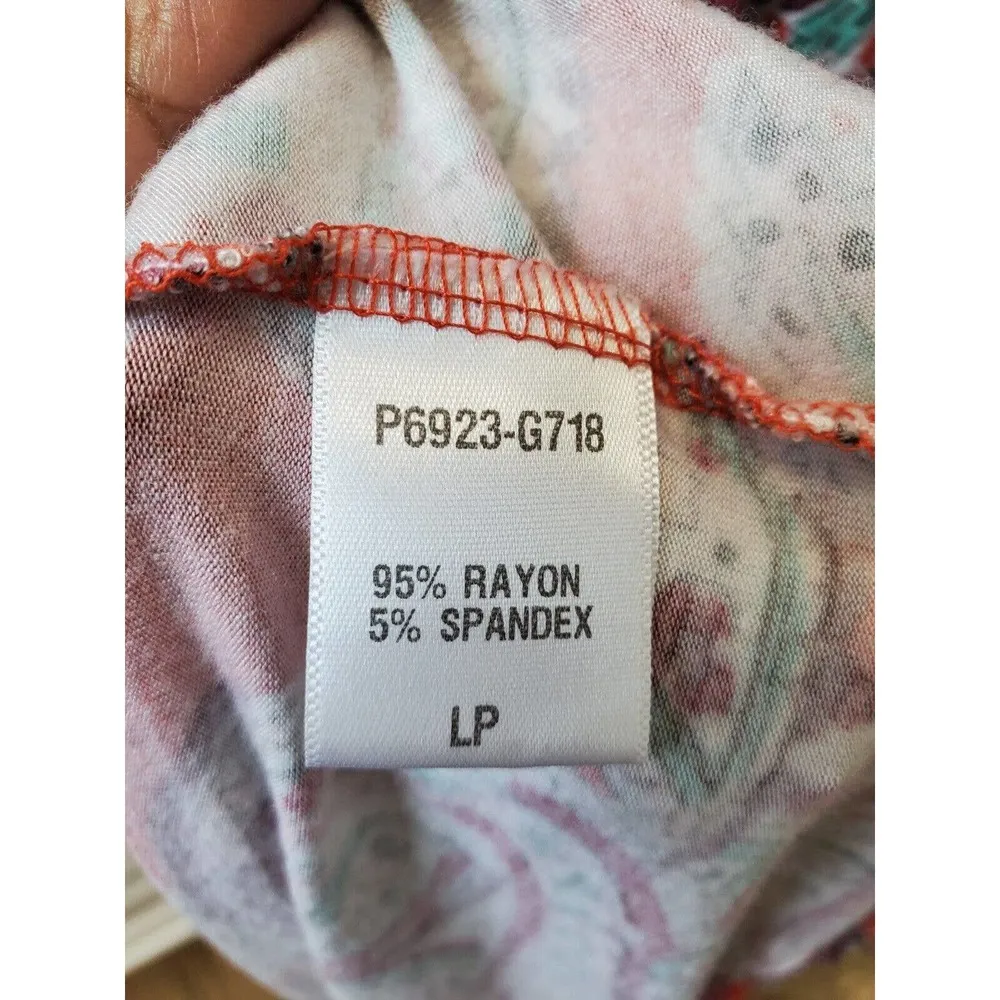 P6923-G718
95% RAYON
5% SPANDEX
LP